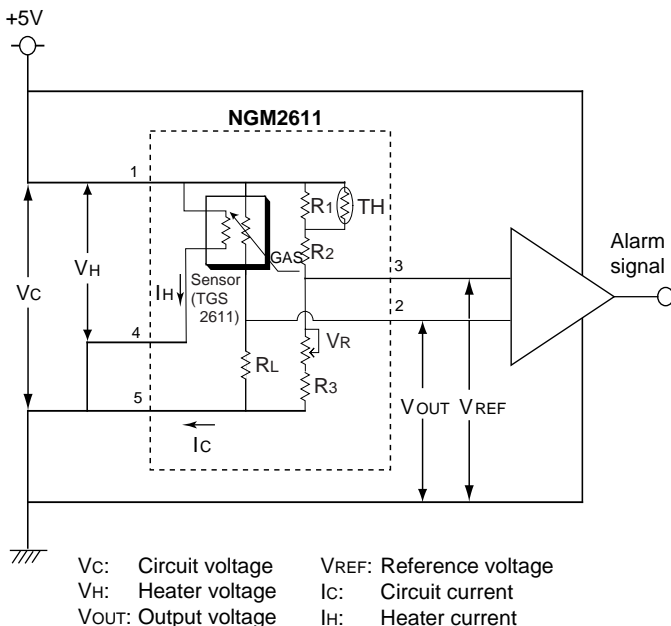 +5V
NGM2611
1
R1
TH
R2
GAS
3
Alarm
signal
VH
IH
Sensor
(TGS
2611)
2
VC
4
VR
RL
R3
5
VOUT
VREF
IC
VC: Circuit voltage VREF: Reference voltage
VH: Heater voltage IC: Circuit current
VOUT: Output voltage IH: Heater current